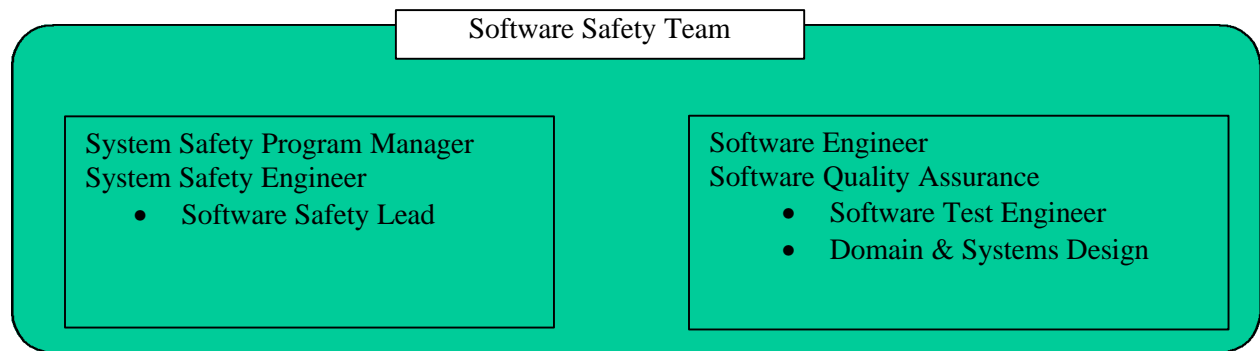 Software Safety Team
System Safety Program Manager
System Safety Engineer
• Software Safety Lead
Software Engineer
Software Quality Assurance
• Software Test Engineer
• Domain & Systems Design